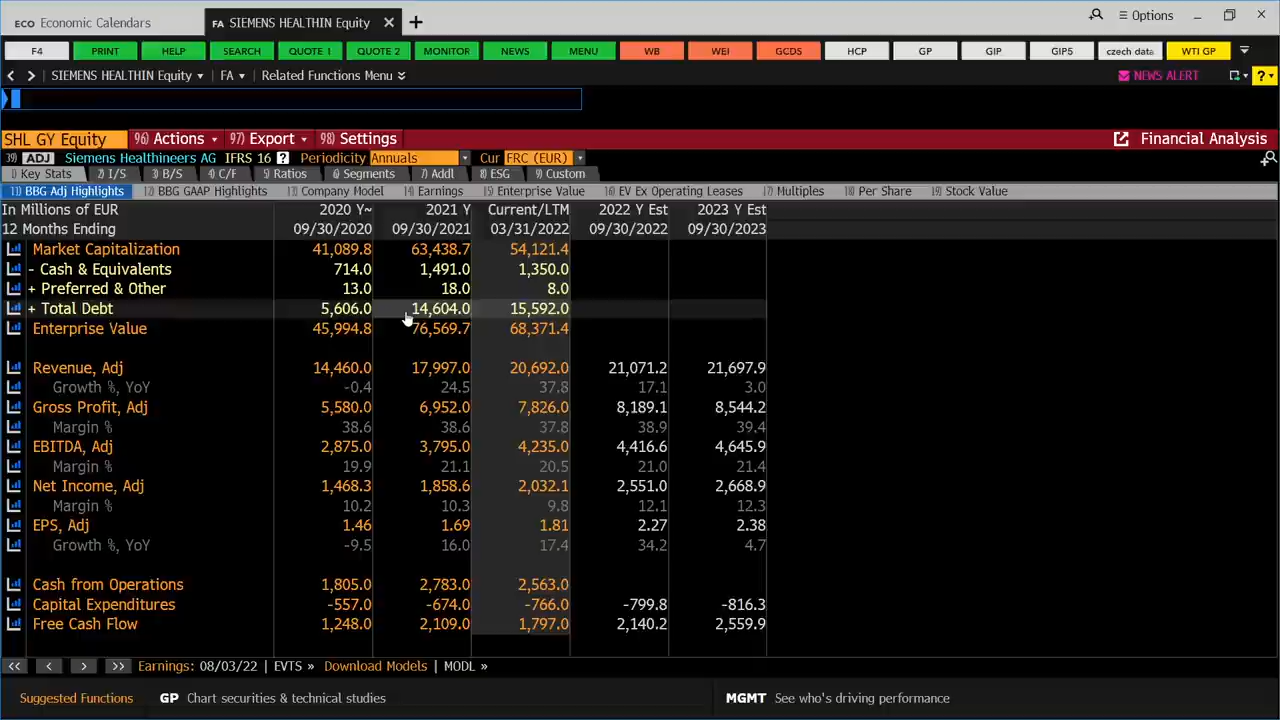 ECO Economic Calendars FA SIEMENS HEALTHIN Equity Options
F4 PRINT HELP SEARCH QUOTE 1 QUOTE 2 MONITOR NEWS MENU WB WEI GCDS HCP GP GIP GIP5 czech data WTI GP
SIEMENS HEALTHIN Equity FA Related Functions Menu NEWS ALERT ?
SHL GY Equity 96) Actions 97) Export 98) Settings Financial Analysis
39) ADJ Siemens Healthineers AG IFRS 16 ? Periodicity Annuals Cur FRC (EUR)
1) Key Stats 2) I/S 3) B/S 4) C/F 5) Ratios 6) Segments 7) Addl 8) ESG 9) Custom
11) BBG Adj Highlights 12) BBG GAAP Highlights 13) Company Model 14) Earnings 15) Enterprise Value 16) EV Ex Operating Leases 17) Multiples 18) Per Share 19) Stock Value
In Millions of EUR 2020 Y~ 2021 Y Current/LTM 2022 Y Est 2023 Y Est
12 Months Ending 09/30/2020 09/30/2021 03/31/2022 09/30/2022 09/30/2023
Market Capitalization 41,089.8 63,438.7 54,121.4
- Cash & Equivalents 714.0 1,491.0 1,350.0
+ Preferred & Other 13.0 18.0 8.0
+ Total Debt 5,606.0 14,604.0 15,592.0
Enterprise Value 45,994.8 76,569.7 68,371.4
Revenue, Adj 14,460.0 17,997.0 20,692.0 21,071.2 21,697.9
Growth %, YoY -0.4 24.5 37.8 17.1 3.0
Gross Profit, Adj 5,580.0 6,952.0 7,826.0 8,189.1 8,544.2
Margin % 38.6 38.6 37.8 38.9 39.4
EBITDA, Adj 2,875.0 3,795.0 4,235.0 4,416.6 4,645.9
Margin % 19.9 21.1 20.5 21.0 21.4
Net Income, Adj 1,468.3 1,858.6 2,032.1 2,551.0 2,668.9
Margin % 10.2 10.3 9.8 12.1 12.3
EPS, Adj 1.46 1.69 1.81 2.27 2.38
Growth %, YoY -9.5 16.0 17.4 34.2 4.7
Cash from Operations 1,805.0 2,783.0 2,563.0
Capital Expenditures -557.0 -674.0 -766.0 -799.8 -816.3
Free Cash Flow 1,248.0 2,109.0 1,797.0 2,140.2 2,559.9
Earnings: 08/03/22 | EVTS » Download Models | MODL »
Suggested Functions GP Chart securities & technical studies MGMT See who's driving performance